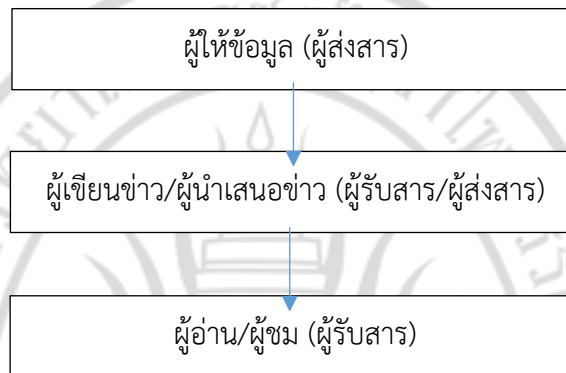 ผู้ให้ข้อมูล (ผู้ส่งสาร)
ผู้เขียนข่าว/ผู้นำเสนอข่าว (ผู้รับสาร/ผู้ส่งสาร)
ผู้อ่าน/ผู้ชม (ผู้รับสาร)